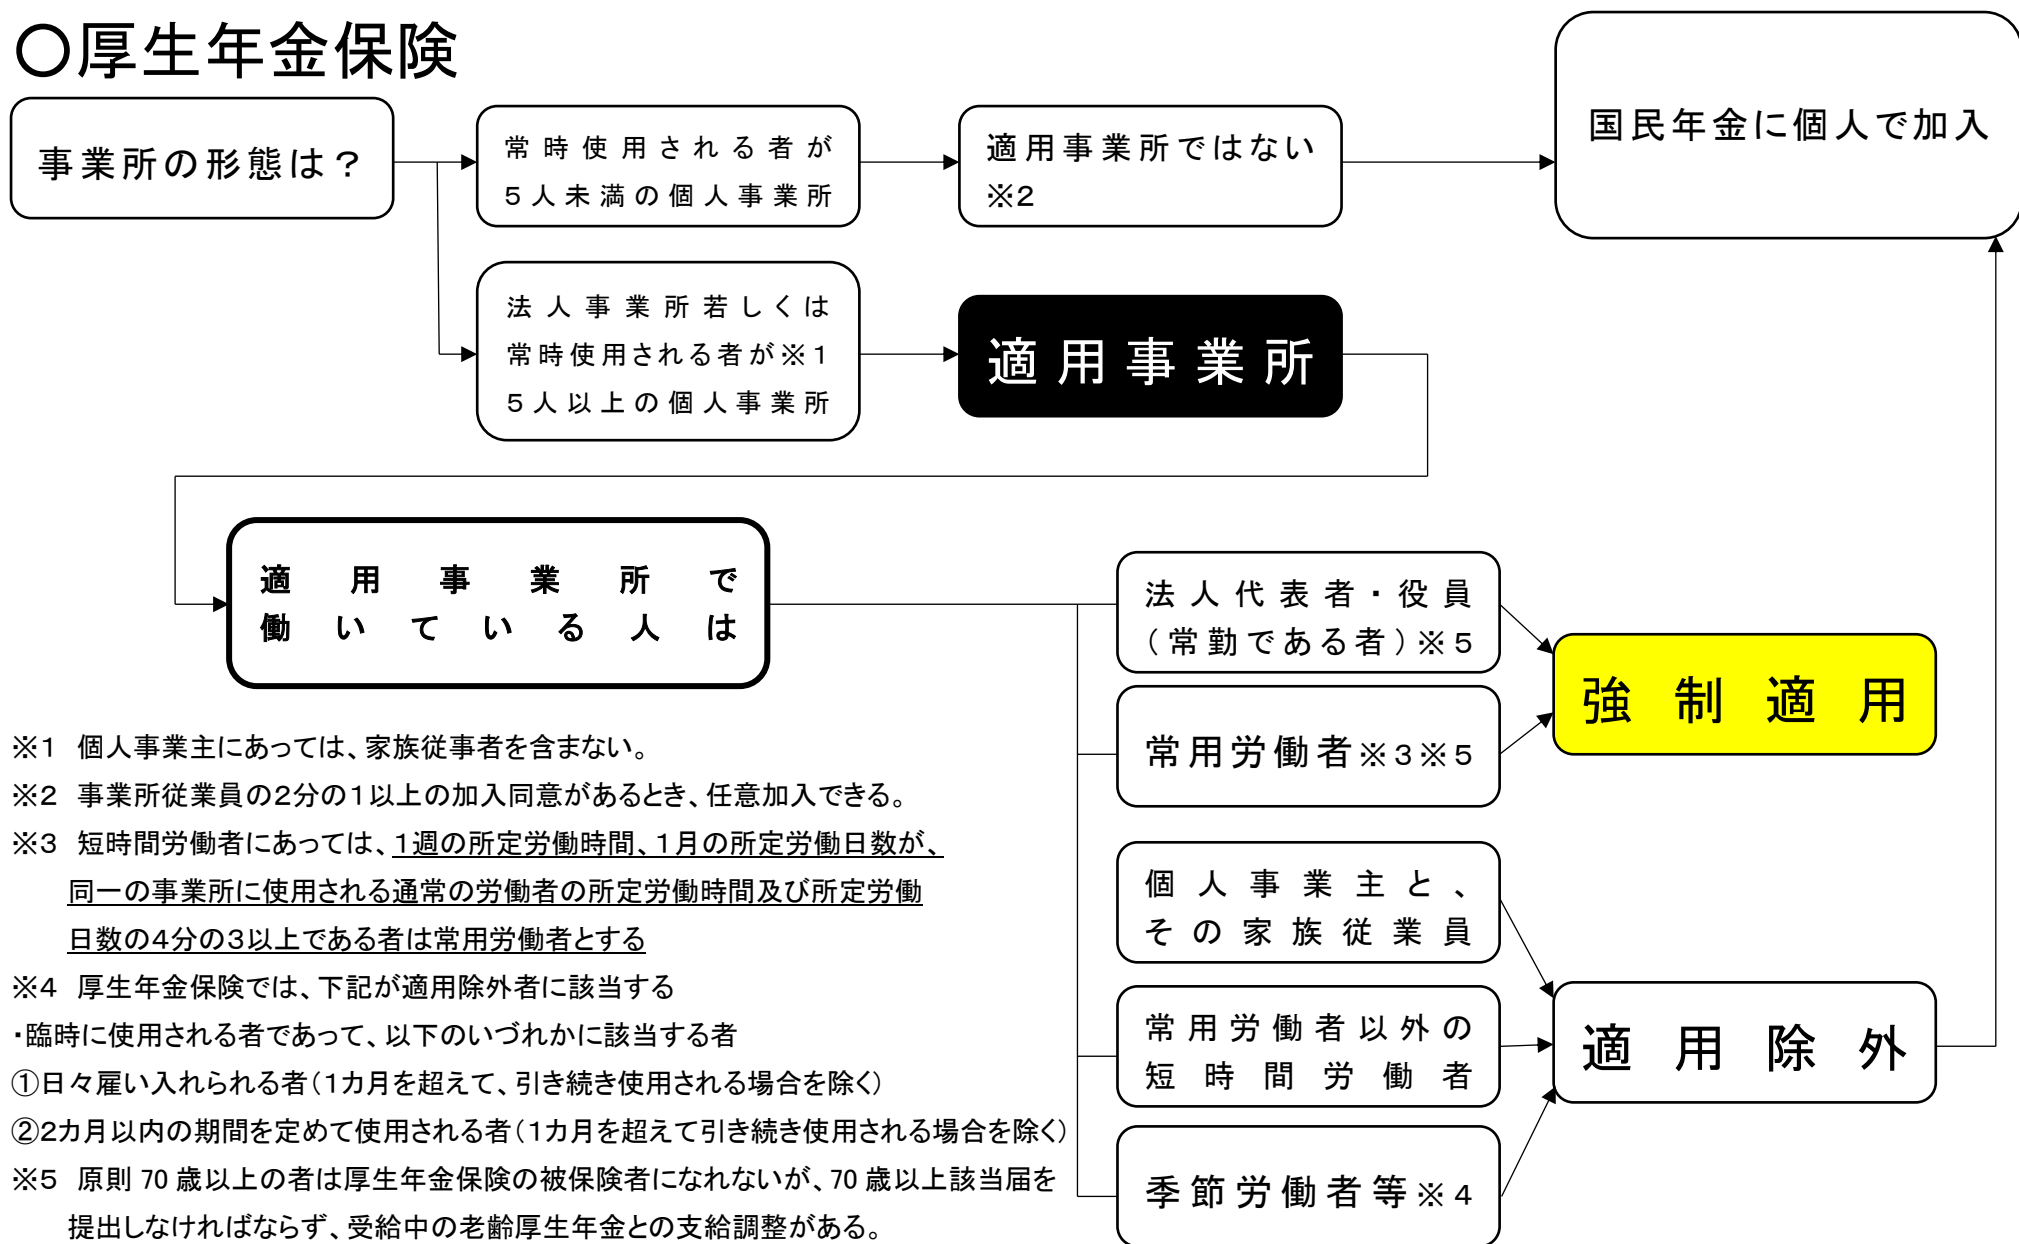 〇厚生年金保険
事業所の形態は？
常時使用される者が
５人未満の個人事業所
適用事業所ではない
※2
国民年金に個人で加入
法人事業所若しくは
常時使用される者が※１
５人以上の個人事業所
適用事業所
適用事業所で
働いている人は
法人代表者・役員
（常勤である者）※５
強制適用
常用労働者※３※５
個人事業主と、
その家族従業員
常用労働者以外の
短時間労働者
適用除外
季節労働者等※４
※1　個人事業主にあっては、家族従事者を含まない。
※2　事業所従業員の2分の1以上の加入同意があるとき、任意加入できる。
※3　短時間労働者にあっては、1週の所定労働時間、1月の所定労働日数が、
同一の事業所に使用される通常の労働者の所定労働時間及び所定労働
日数の4分の3以上である者は常用労働者とする
※4　厚生年金保険では、下記が適用除外者に該当する
・臨時に使用される者であって、以下のいづれかに該当する者
①日々雇い入れられる者（1カ月を超えて、引き続き使用される場合を除く）
②2カ月以内の期間を定めて使用される者（1カ月を超えて引き続き使用される場合を除く）
※5　原則 70 歳以上の者は厚生年金保険の被保険者になれないが、70 歳以上該当届を
提出しなければならず、受給中の老齢厚生年金との支給調整がある。